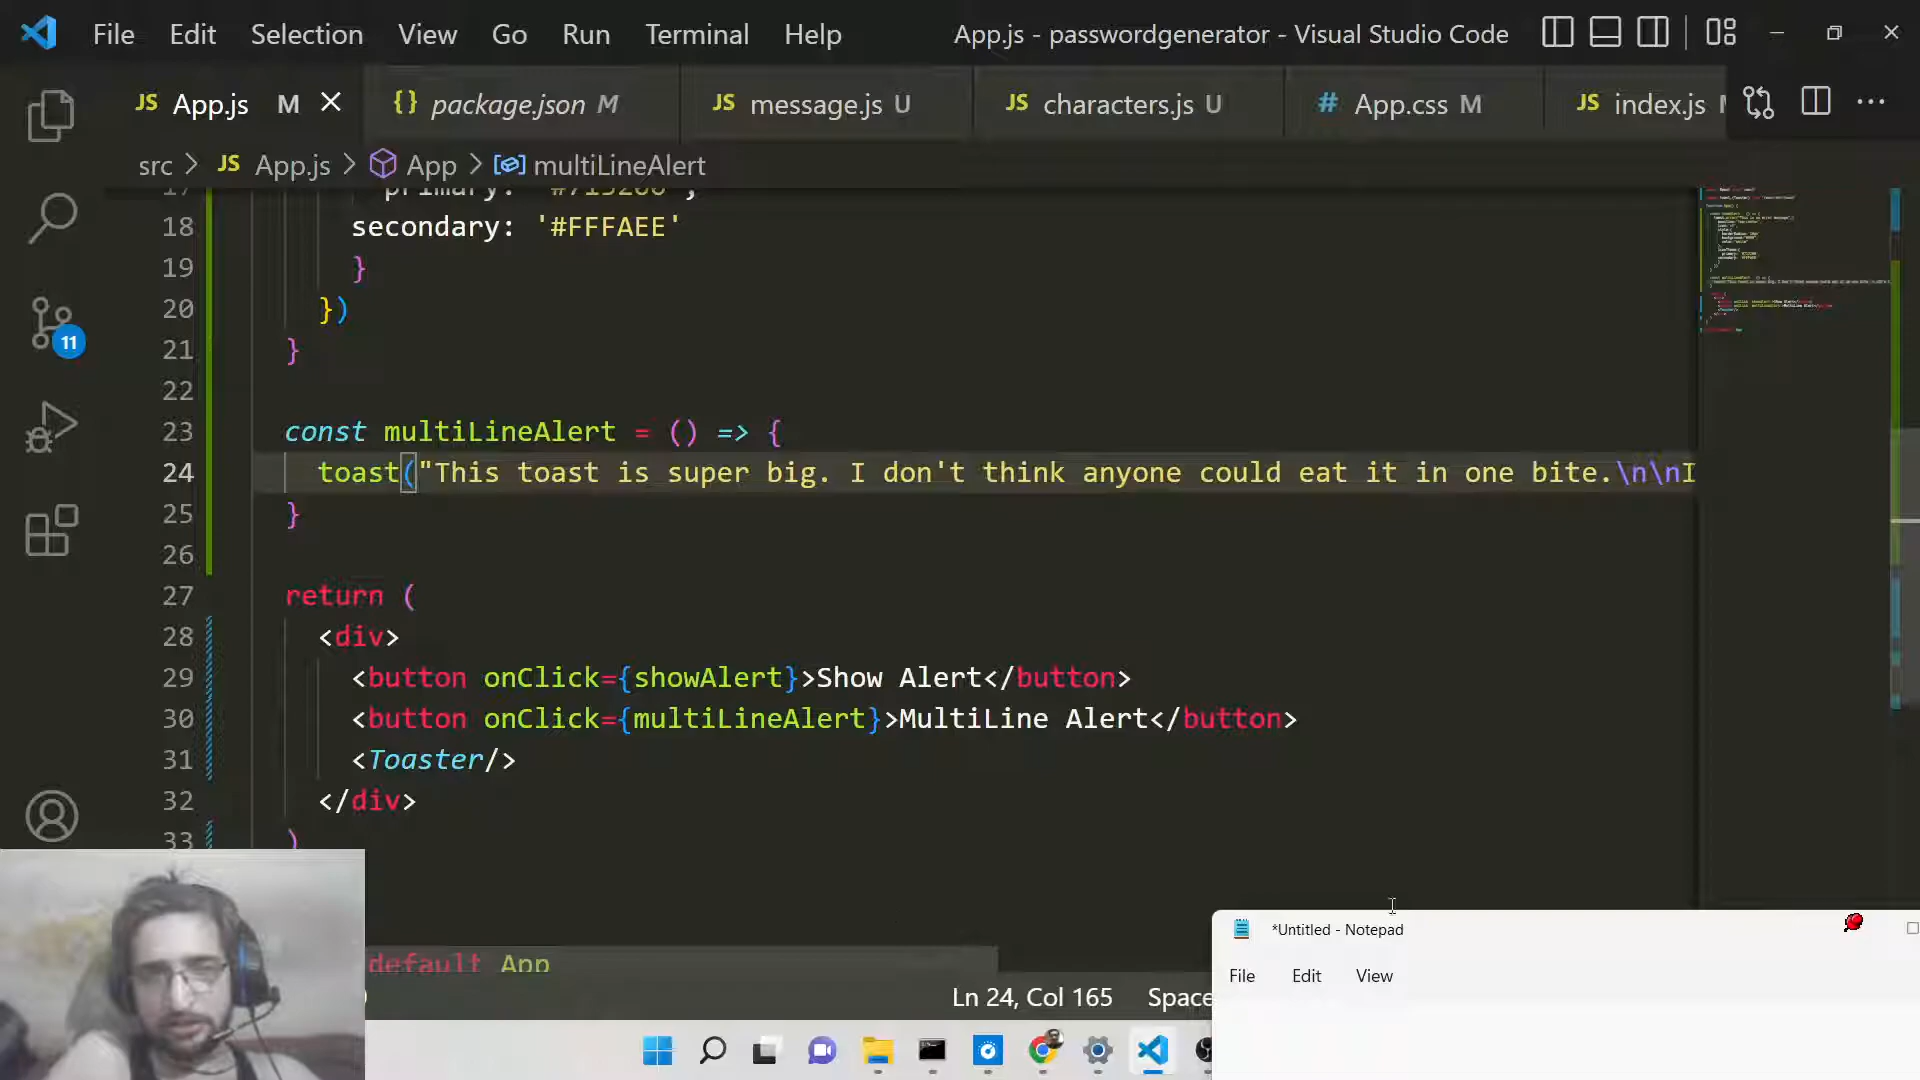 File Edit Selection View Go Run Terminal Help App.js - passwordgenerator - Visual Studio Code
JS App.js M {} package.json M JS message.js U JS characters.js U # App.css M JS index.js
src > JS App.js > App > multiLineAlert
17 primary:
18 secondary: '#FFFAEE'
19 }
20 })
21 }
22
23 const multiLineAlert = () => {
24 toast("This toast is super big. I don't think anyone could eat it in one bite.\n\nI
25 }
26
27 return (
28 <div>
29 <button onClick={showAlert}>Show Alert</button>
30 <button onClick={multiLineAlert}>MultiLine Alert</button>
31 <Toaster/>
32 </div>
33 )
default App
11
Ln 24, Col 165 Space
*Untitled - Notepad
File Edit View